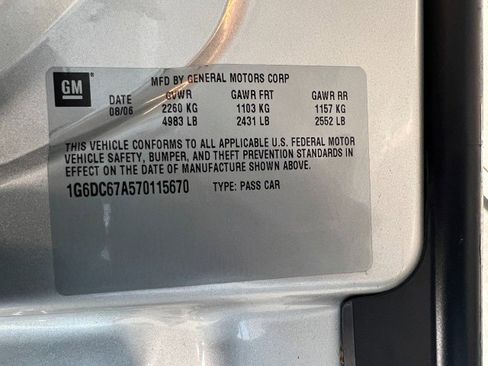 GM
MFD BY GENERAL MOTORS CORP
DATE GVWR GAWR FRT GAWR RR
08/06 2260 KG 1103 KG 1157 KG
4983 LB 2431 LB 2552 LB
THIS VEHICLE CONFORMS TO ALL APPLICABLE U.S. FEDERAL MOTOR
VEHICLE SAFETY, BUMPER, AND THEFT PREVENTION STANDARDS IN
EFFECT ON THE DATE OF MANUFACTURE SHOWN ABOVE.
1G6DC67A570115670 TYPE: PASS CAR